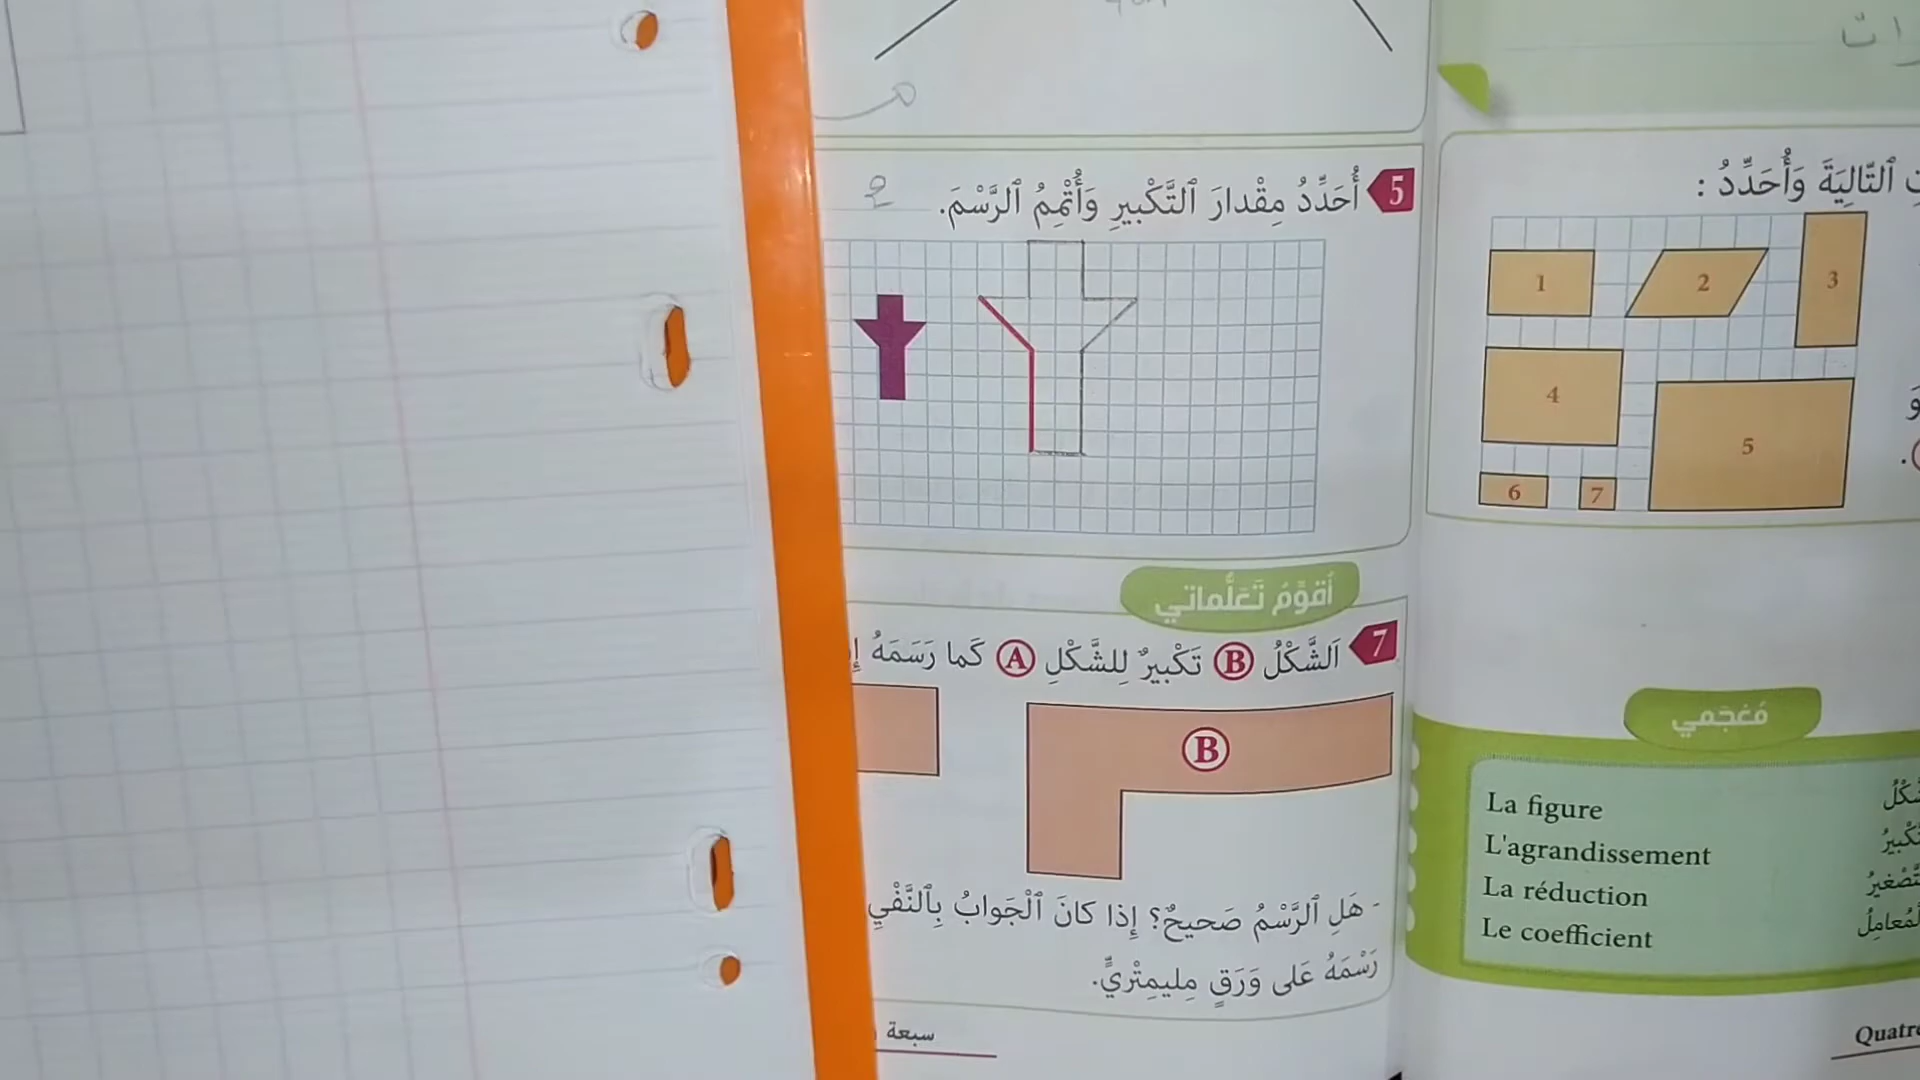 5 أُحَدِّدُ مِقْدارَ ٱلتَّكْبيرِ وَأُتْمِمُ ٱلرَّسْمَ. 2
أُقَوِّمُ تَعَلُّماتي
7 اَلشَّكْلُ B تَكْبيرٌ لِلشَّكْلِ A كَما رَسَمَهُ
B
- هَلِ ٱلرَّسْمُ صَحيحٌ؟ إِذا كانَ ٱلْجَوابُ بِٱلنَّفْيِ
رَسْمَهُ عَلى وَرَقٍ مِليمِتْرِيٍّ.
سبعة
ٱلتّالِيَةَ وَأُحَدِّدُ :
1 2 3
4 5
6 7
مُعْجَمي
La figure
L'agrandissement
La réduction
Le coefficient